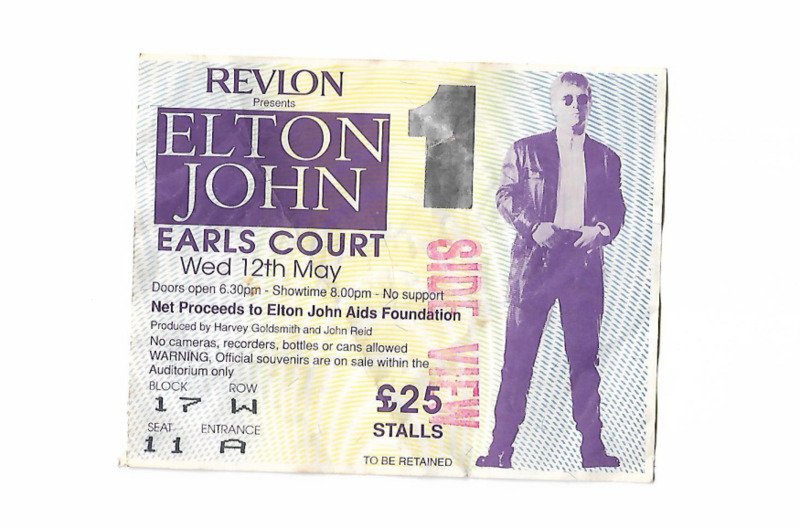 REVLON
Presents
ELTON
JOHN
1
EARLS COURT
Wed 12th May
Doors open 6.30pm - Showtime 8.00pm - No support
Net Proceeds to Elton John Aids Foundation
Produced by Harvey Goldsmith and John Reid
No cameras, recorders, bottles or cans allowed
WARNING, Official souvenirs are on sale within the
Auditorium only
BLOCK ROW
17 W
SEAT ENTRANCE
11 A
£25
STALLS
TO BE RETAINED
SIDE VIEW